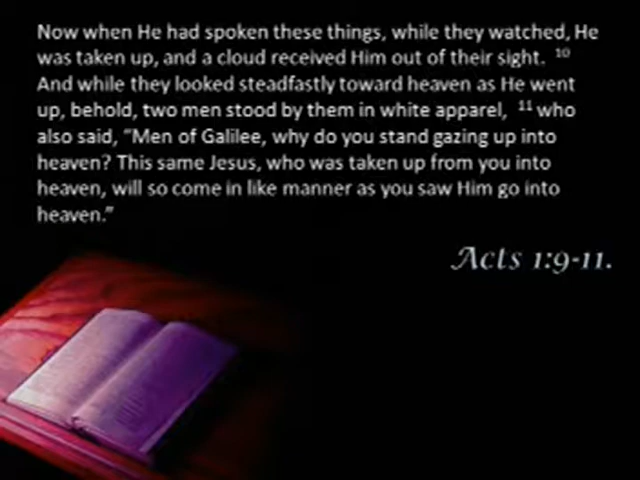 Now when He had spoken these things, while they watched, He
was taken up, and a cloud received Him out of their sight. 10
And while they looked steadfastly toward heaven as He went
up, behold, two men stood by them in white apparel, 11 who
also said, “Men of Galilee, why do you stand gazing up into
heaven? This same Jesus, who was taken up from you into
heaven, will so come in like manner as you saw Him go into
heaven.”
Acts 1:9-11.